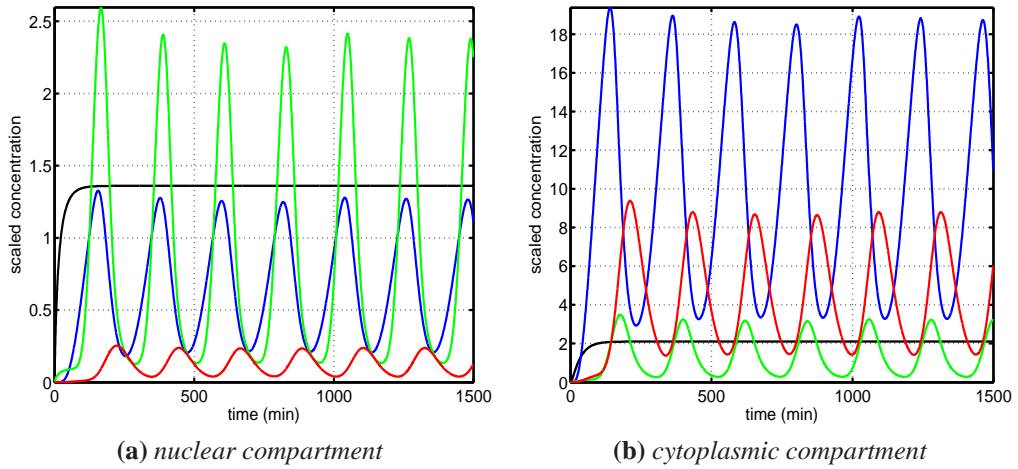 2.5
2
1.5
1
0.5
0
0 500 1000 1500
scaled concentration
time (min)
(a) nuclear compartment
18
16
14
12
10
8
6
4
2
0
0 500 1000 1500
scaled concentration
time (min)
(b) cytoplasmic compartment